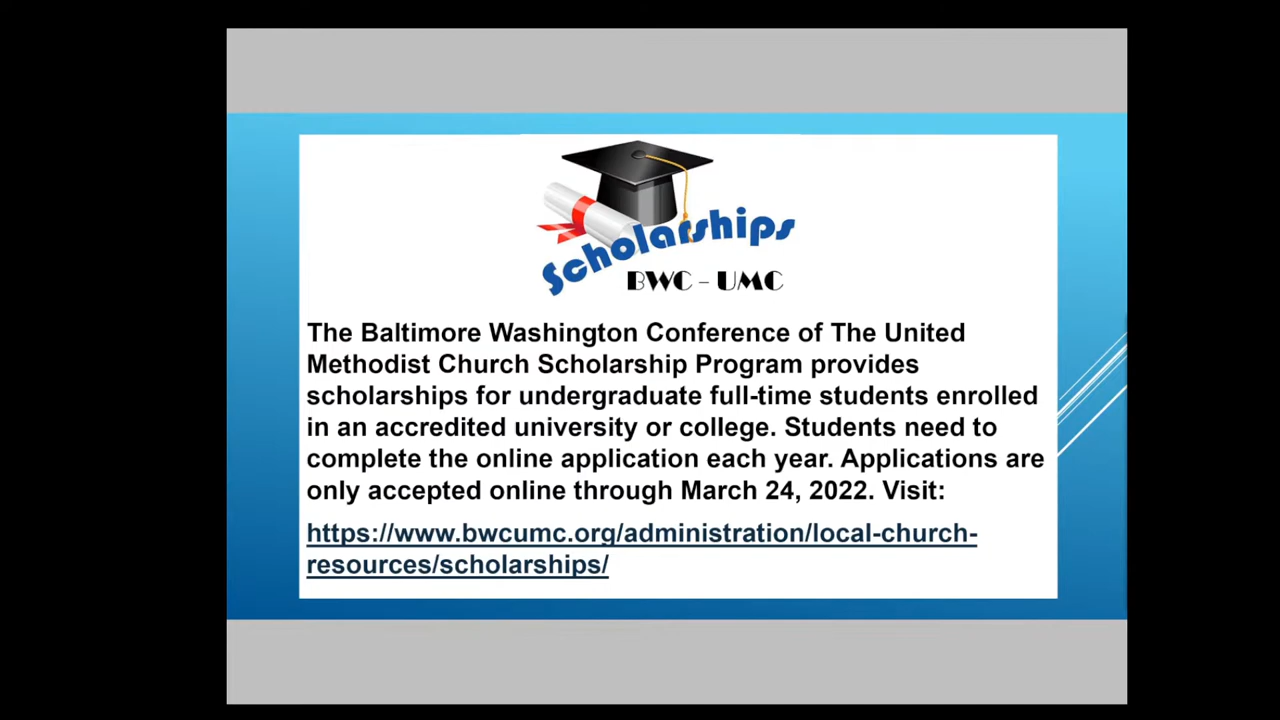 Scholarships
BWC - UMC
The Baltimore Washington Conference of The United
Methodist Church Scholarship Program provides
scholarships for undergraduate full-time students enrolled
in an accredited university or college. Students need to
complete the online application each year. Applications are
only accepted online through March 24, 2022. Visit:
https://www.bwcumc.org/administration/local-church-
resources/scholarships/